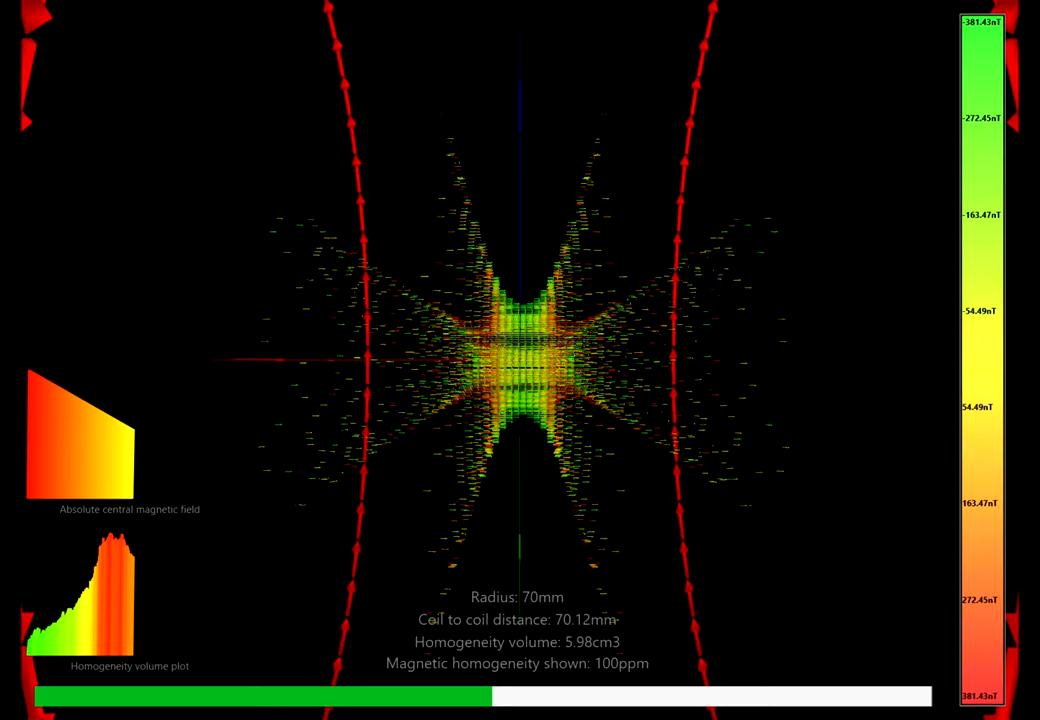 -381.43nT
-272.45nT
-163.47nT
-54.49nT
54.49nT
163.47nT
272.45nT
381.43nT
Absolute central magnetic field
Homogeneity volume plot
Radius: 70mm
Coil to coil distance: 70.12mm
Homogeneity volume: 5.98cm3
Magnetic homogeneity shown: 100ppm